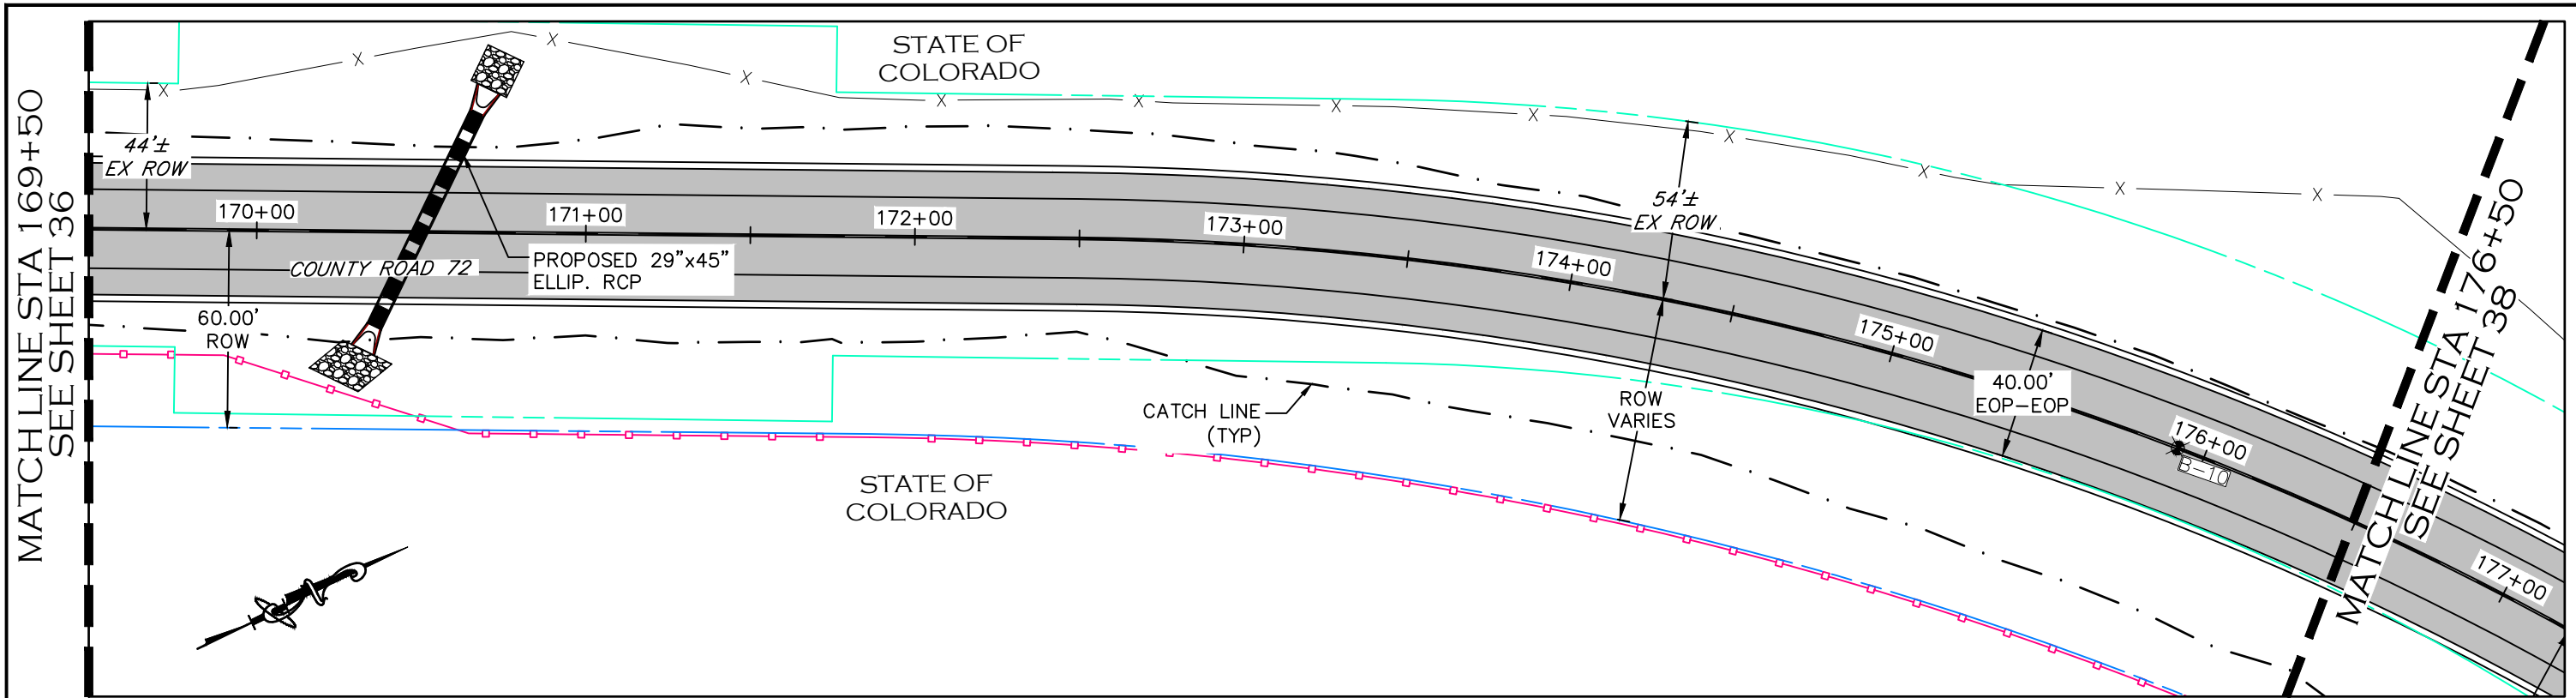 MATCH LINE STA 169+50
SEE SHEET 36
STATE OF
COLORADO
44'±
EX ROW
170+00
171+00
172+00
173+00
174+00
175+00
176+00
177+00
54'±
EX ROW
COUNTY ROAD 72
PROPOSED 29"x45"
ELLIP. RCP
60.00'
ROW
CATCH LINE
(TYP)
ROW
VARIES
40.00'
EOP-EOP
B-10
STATE OF
COLORADO
MATCH LINE STA 176+50
SEE SHEET 38
X X X X X X X X X X X X